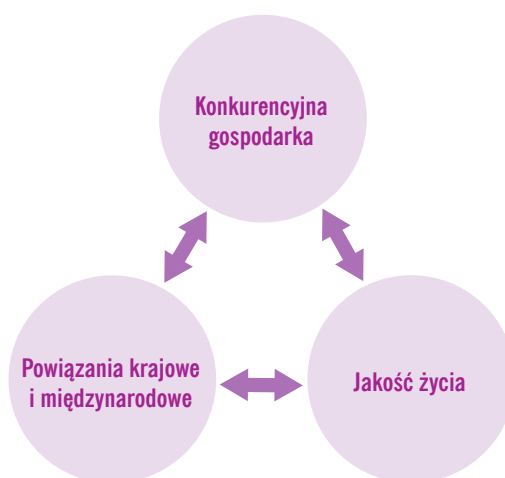 Konkurencyjna
gospodarka
Powiązania krajowe
i międzynarodowe
Jakość życia